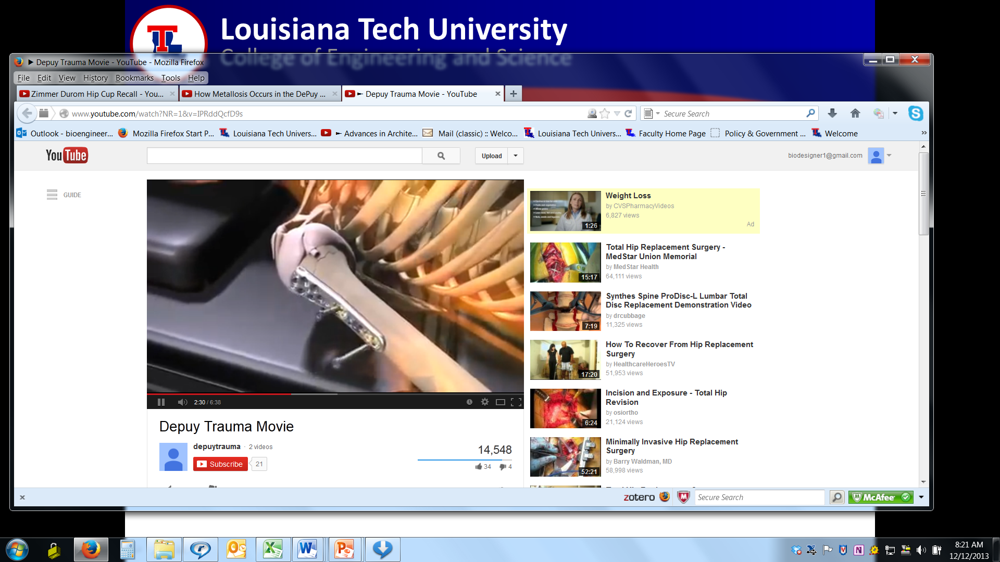 Louisiana Tech University
College of Engineering and Science
Depuy Trauma Movie - YouTube - Mozilla Firefox
File Edit View History Bookmarks Tools Help
Zimmer Durom Hip Cup Recall - You...
How Metallosis Occurs in the DePuy ...
Depuy Trauma Movie - YouTube
www.youtube.com/watch?NR=1&v=IPRddQcfD9s
Secure Search
Outlook - bioengineer...
Mozilla Firefox Start P...
Louisiana Tech Univers...
Advances in Archite...
Mail (classic) :: Welco...
Louisiana Tech Univers...
Faculty Home Page
Policy & Government ...
Welcome
YouTube
Upload
biodesigner1@gmail.com
GUIDE
2:30 / 6:38
Depuy Trauma Movie
depuytrauma · 2 videos
Subscribe 21
14,548
34 4
1:26
Weight Loss
by CVSPharmacyVideos
6,827 views
Ad
15:17
Total Hip Replacement Surgery -
MedStar Union Memorial
by MedStar Health
64,111 views
7:19
Synthes Spine ProDisc-L Lumbar Total
Disc Replacement Demonstration Video
by drcubbage
11,325 views
17:20
How To Recover From Hip Replacement
Surgery
by HealthcareHeroesTV
51,953 views
6:24
Incision and Exposure - Total Hip
Revision
by osiortho
21,124 views
52:21
Minimally Invasive Hip Replacement
Surgery
by Barry Waldman, MD
58,998 views
zotero
Secure Search
McAfee
8:21 AM
12/12/2013